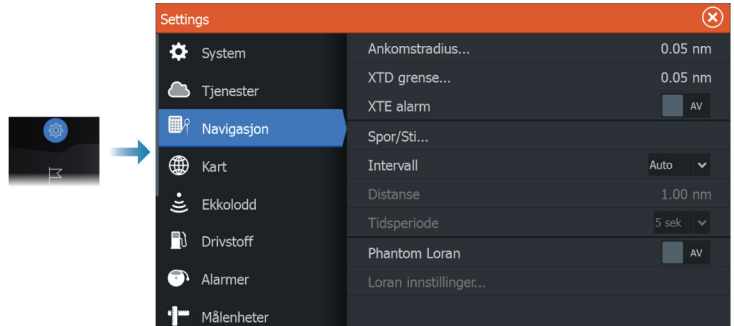 Settings
System
Tjenester
Navigasjon
Kart
Ekkolodd
Drivstoff
Alarmer
Målenheter
Ankomstradius... 0.05 nm
XTD grense... 0.05 nm
XTE alarm AV
Spor/Sti...
Intervall Auto
Distanse 1.00 nm
Tidsperiode 5 sek
Phantom Loran AV
Loran innstillinger...